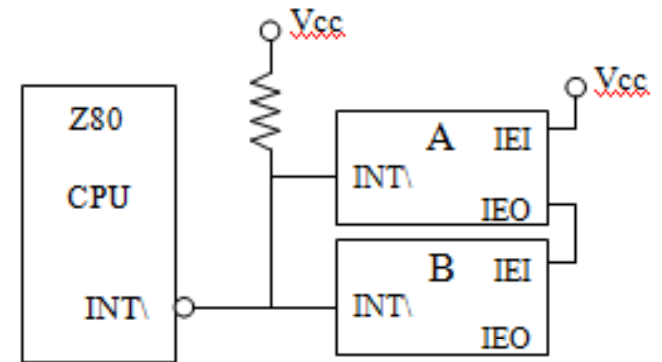 Vcc
Vcc
Z80
CPU
INT\
A
IEI
INT\
IEO
B
IEI
INT\
IEO